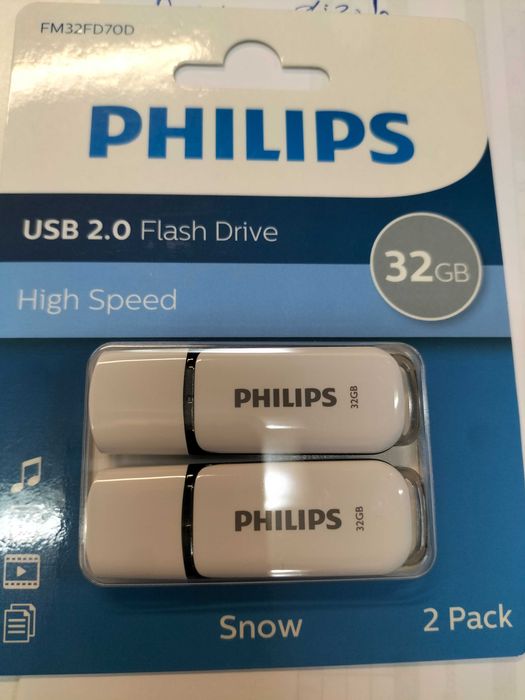 FM32FD70D
PHILIPS
USB 2.0 Flash Drive
32GB
High Speed
PHILIPS 32GB
PHILIPS 32GB
Snow
2 Pack